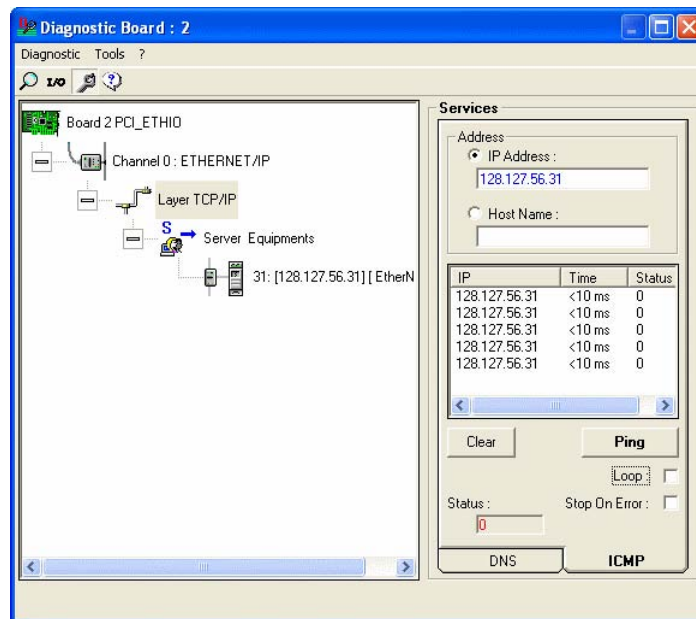 Diagnostic Board : 2
Diagnostic Tools ?
I/O
Board 2 PCI_ETHIO
Channel 0 : ETHERNET/IP
Layer TCP/IP
S
Server Equipments
31: [128.127.56.31] [ EtherN
Services
Address
IP Address :
128.127.56.31
Host Name :
IP Time Status
128.127.56.31 <10 ms 0
128.127.56.31 <10 ms 0
128.127.56.31 <10 ms 0
128.127.56.31 <10 ms 0
128.127.56.31 <10 ms 0
Clear Ping
Loop :
Status : Stop On Error :
0
DNS ICMP